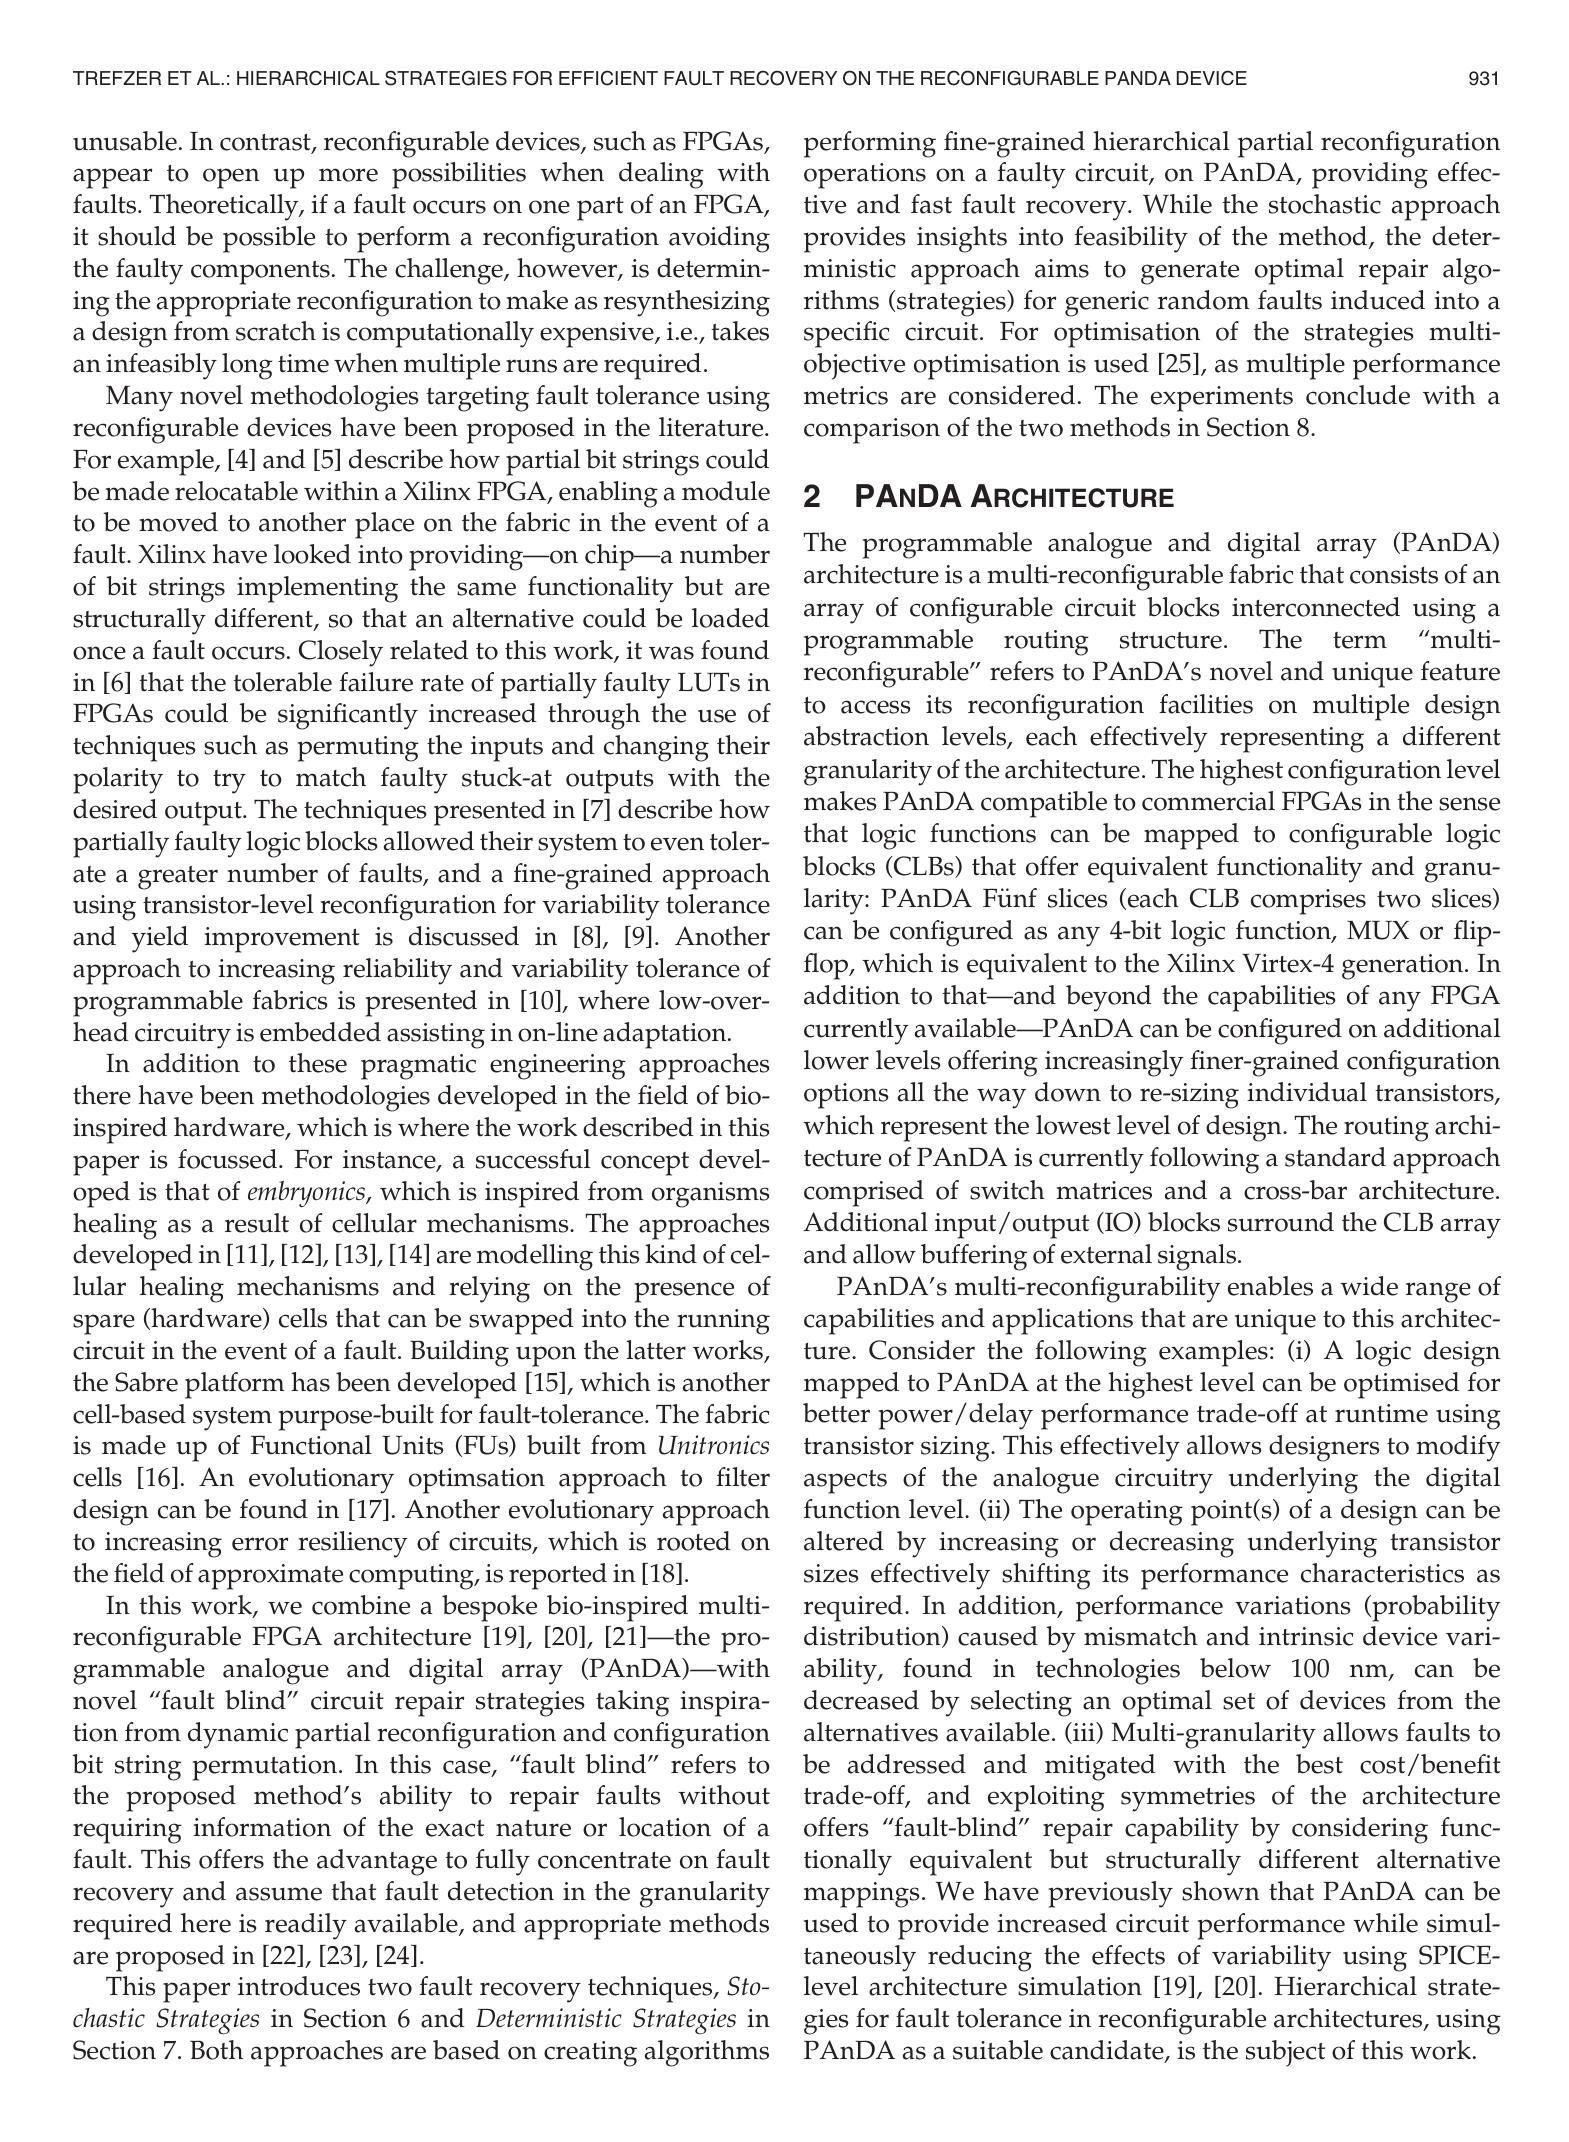 TREFZER ET AL.: HIERARCHICAL STRATEGIES FOR EFFICIENT FAULT RECOVERY ON THE RECONFIGURABLE PANDA DEVICE 931
unusable. In contrast, reconfigurable devices, such as FPGAs,
appear to open up more possibilities when dealing with
faults. Theoretically, if a fault occurs on one part of an FPGA,
it should be possible to perform a reconfiguration avoiding
the faulty components. The challenge, however, is determin-
ing the appropriate reconfiguration to make as resynthesizing
a design from scratch is computationally expensive, i.e., takes
an infeasibly long time when multiple runs are required.
Many novel methodologies targeting fault tolerance using
reconfigurable devices have been proposed in the literature.
For example, [4] and [5] describe how partial bit strings could
be made relocatable within a Xilinx FPGA, enabling a module
to be moved to another place on the fabric in the event of a
fault. Xilinx have looked into providing—on chip—a number
of bit strings implementing the same functionality but are
structurally different, so that an alternative could be loaded
once a fault occurs. Closely related to this work, it was found
in [6] that the tolerable failure rate of partially faulty LUTs in
FPGAs could be significantly increased through the use of
techniques such as permuting the inputs and changing their
polarity to try to match faulty stuck-at outputs with the
desired output. The techniques presented in [7] describe how
partially faulty logic blocks allowed their system to even toler-
ate a greater number of faults, and a fine-grained approach
using transistor-level reconfiguration for variability tolerance
and yield improvement is discussed in [8], [9]. Another
approach to increasing reliability and variability tolerance of
programmable fabrics is presented in [10], where low-over-
head circuitry is embedded assisting in on-line adaptation.
In addition to these pragmatic engineering approaches
there have been methodologies developed in the field of bio-
inspired hardware, which is where the work described in this
paper is focussed. For instance, a successful concept devel-
oped is that of embryonics, which is inspired from organisms
healing as a result of cellular mechanisms. The approaches
developed in [11], [12], [13], [14] are modelling this kind of cel-
lular healing mechanisms and relying on the presence of
spare (hardware) cells that can be swapped into the running
circuit in the event of a fault. Building upon the latter works,
the Sabre platform has been developed [15], which is another
cell-based system purpose-built for fault-tolerance. The fabric
is made up of Functional Units (FUs) built from Unitronics
cells [16]. An evolutionary optimsation approach to filter
design can be found in [17]. Another evolutionary approach
to increasing error resiliency of circuits, which is rooted on
the field of approximate computing, is reported in [18].
In this work, we combine a bespoke bio-inspired multi-
reconfigurable FPGA architecture [19], [20], [21]—the pro-
grammable analogue and digital array (PAnDA)—with
novel “fault blind” circuit repair strategies taking inspira-
tion from dynamic partial reconfiguration and configuration
bit string permutation. In this case, “fault blind” refers to
the proposed method’s ability to repair faults without
requiring information of the exact nature or location of a
fault. This offers the advantage to fully concentrate on fault
recovery and assume that fault detection in the granularity
required here is readily available, and appropriate methods
are proposed in [22], [23], [24].
This paper introduces two fault recovery techniques, Sto-
chastic Strategies in Section 6 and Deterministic Strategies in
Section 7. Both approaches are based on creating algorithms
performing fine-grained hierarchical partial reconfiguration
operations on a faulty circuit, on PAnDA, providing effec-
tive and fast fault recovery. While the stochastic approach
provides insights into feasibility of the method, the deter-
ministic approach aims to generate optimal repair algo-
rithms (strategies) for generic random faults induced into a
specific circuit. For optimisation of the strategies multi-
objective optimisation is used [25], as multiple performance
metrics are considered. The experiments conclude with a
comparison of the two methods in Section 8.
2 PANDA ARCHITECTURE
The programmable analogue and digital array (PAnDA)
architecture is a multi-reconfigurable fabric that consists of an
array of configurable circuit blocks interconnected using a
programmable routing structure. The term “multi-
reconfigurable” refers to PAnDA’s novel and unique feature
to access its reconfiguration facilities on multiple design
abstraction levels, each effectively representing a different
granularity of the architecture. The highest configuration level
makes PAnDA compatible to commercial FPGAs in the sense
that logic functions can be mapped to configurable logic
blocks (CLBs) that offer equivalent functionality and granu-
larity: PAnDA Fünf slices (each CLB comprises two slices)
can be configured as any 4-bit logic function, MUX or flip-
flop, which is equivalent to the Xilinx Virtex-4 generation. In
addition to that—and beyond the capabilities of any FPGA
currently available—PAnDA can be configured on additional
lower levels offering increasingly finer-grained configuration
options all the way down to re-sizing individual transistors,
which represent the lowest level of design. The routing archi-
tecture of PAnDA is currently following a standard approach
comprised of switch matrices and a cross-bar architecture.
Additional input/output (IO) blocks surround the CLB array
and allow buffering of external signals.
PAnDA’s multi-reconfigurability enables a wide range of
capabilities and applications that are unique to this architec-
ture. Consider the following examples: (i) A logic design
mapped to PAnDA at the highest level can be optimised for
better power/delay performance trade-off at runtime using
transistor sizing. This effectively allows designers to modify
aspects of the analogue circuitry underlying the digital
function level. (ii) The operating point(s) of a design can be
altered by increasing or decreasing underlying transistor
sizes effectively shifting its performance characteristics as
required. In addition, performance variations (probability
distribution) caused by mismatch and intrinsic device vari-
ability, found in technologies below 100 nm, can be
decreased by selecting an optimal set of devices from the
alternatives available. (iii) Multi-granularity allows faults to
be addressed and mitigated with the best cost/benefit
trade-off, and exploiting symmetries of the architecture
offers “fault-blind” repair capability by considering func-
tionally equivalent but structurally different alternative
mappings. We have previously shown that PAnDA can be
used to provide increased circuit performance while simul-
taneously reducing the effects of variability using SPICE-
level architecture simulation [19], [20]. Hierarchical strate-
gies for fault tolerance in reconfigurable architectures, using
PAnDA as a suitable candidate, is the subject of this work.